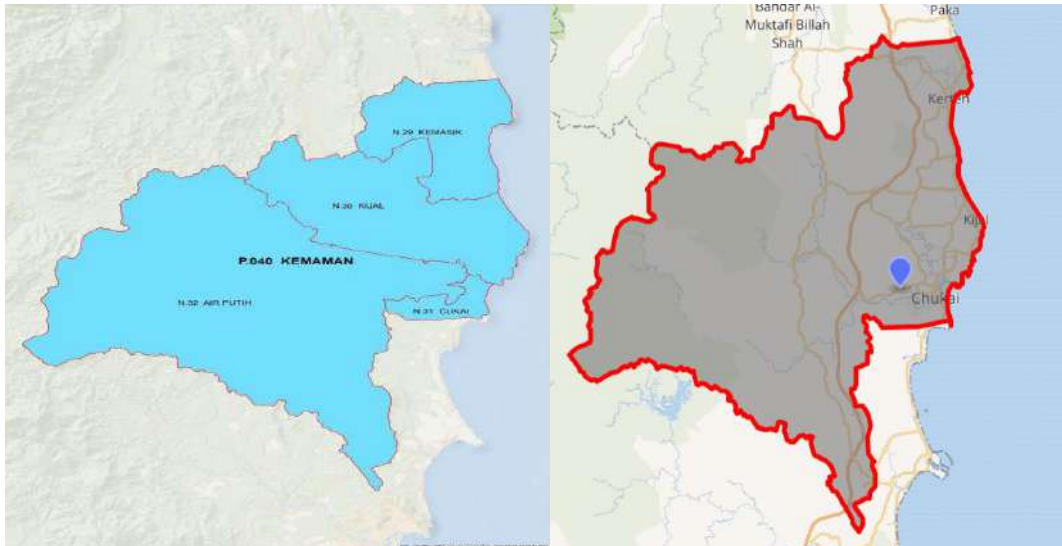 N.29 KEMASIK
N.30 KIJAL
P.040 KEMAMAN
N.32 AIR PUTIH
N.31 CUKAI
Bandar Al-
Muktafi Billah
Shah
Paka
Kerteh
Kijal
Chukai